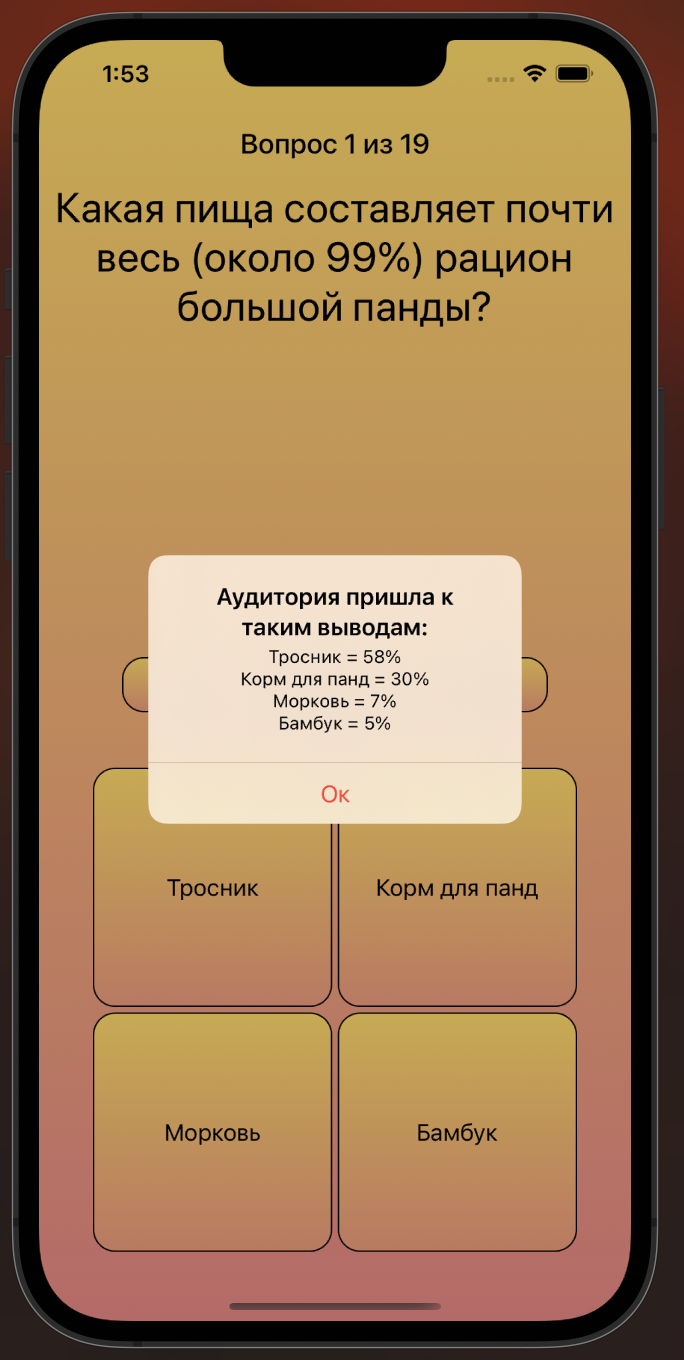 1:53
Вопрос 1 из 19
Какая пища составляет почти
весь (около 99%) рацион
большой панды?
Аудитория пришла к
таким выводам:
Тросник = 58%
Корм для панд = 30%
Морковь = 7%
Бамбук = 5%
Ок
Тросник
Корм для панд
Морковь
Бамбук